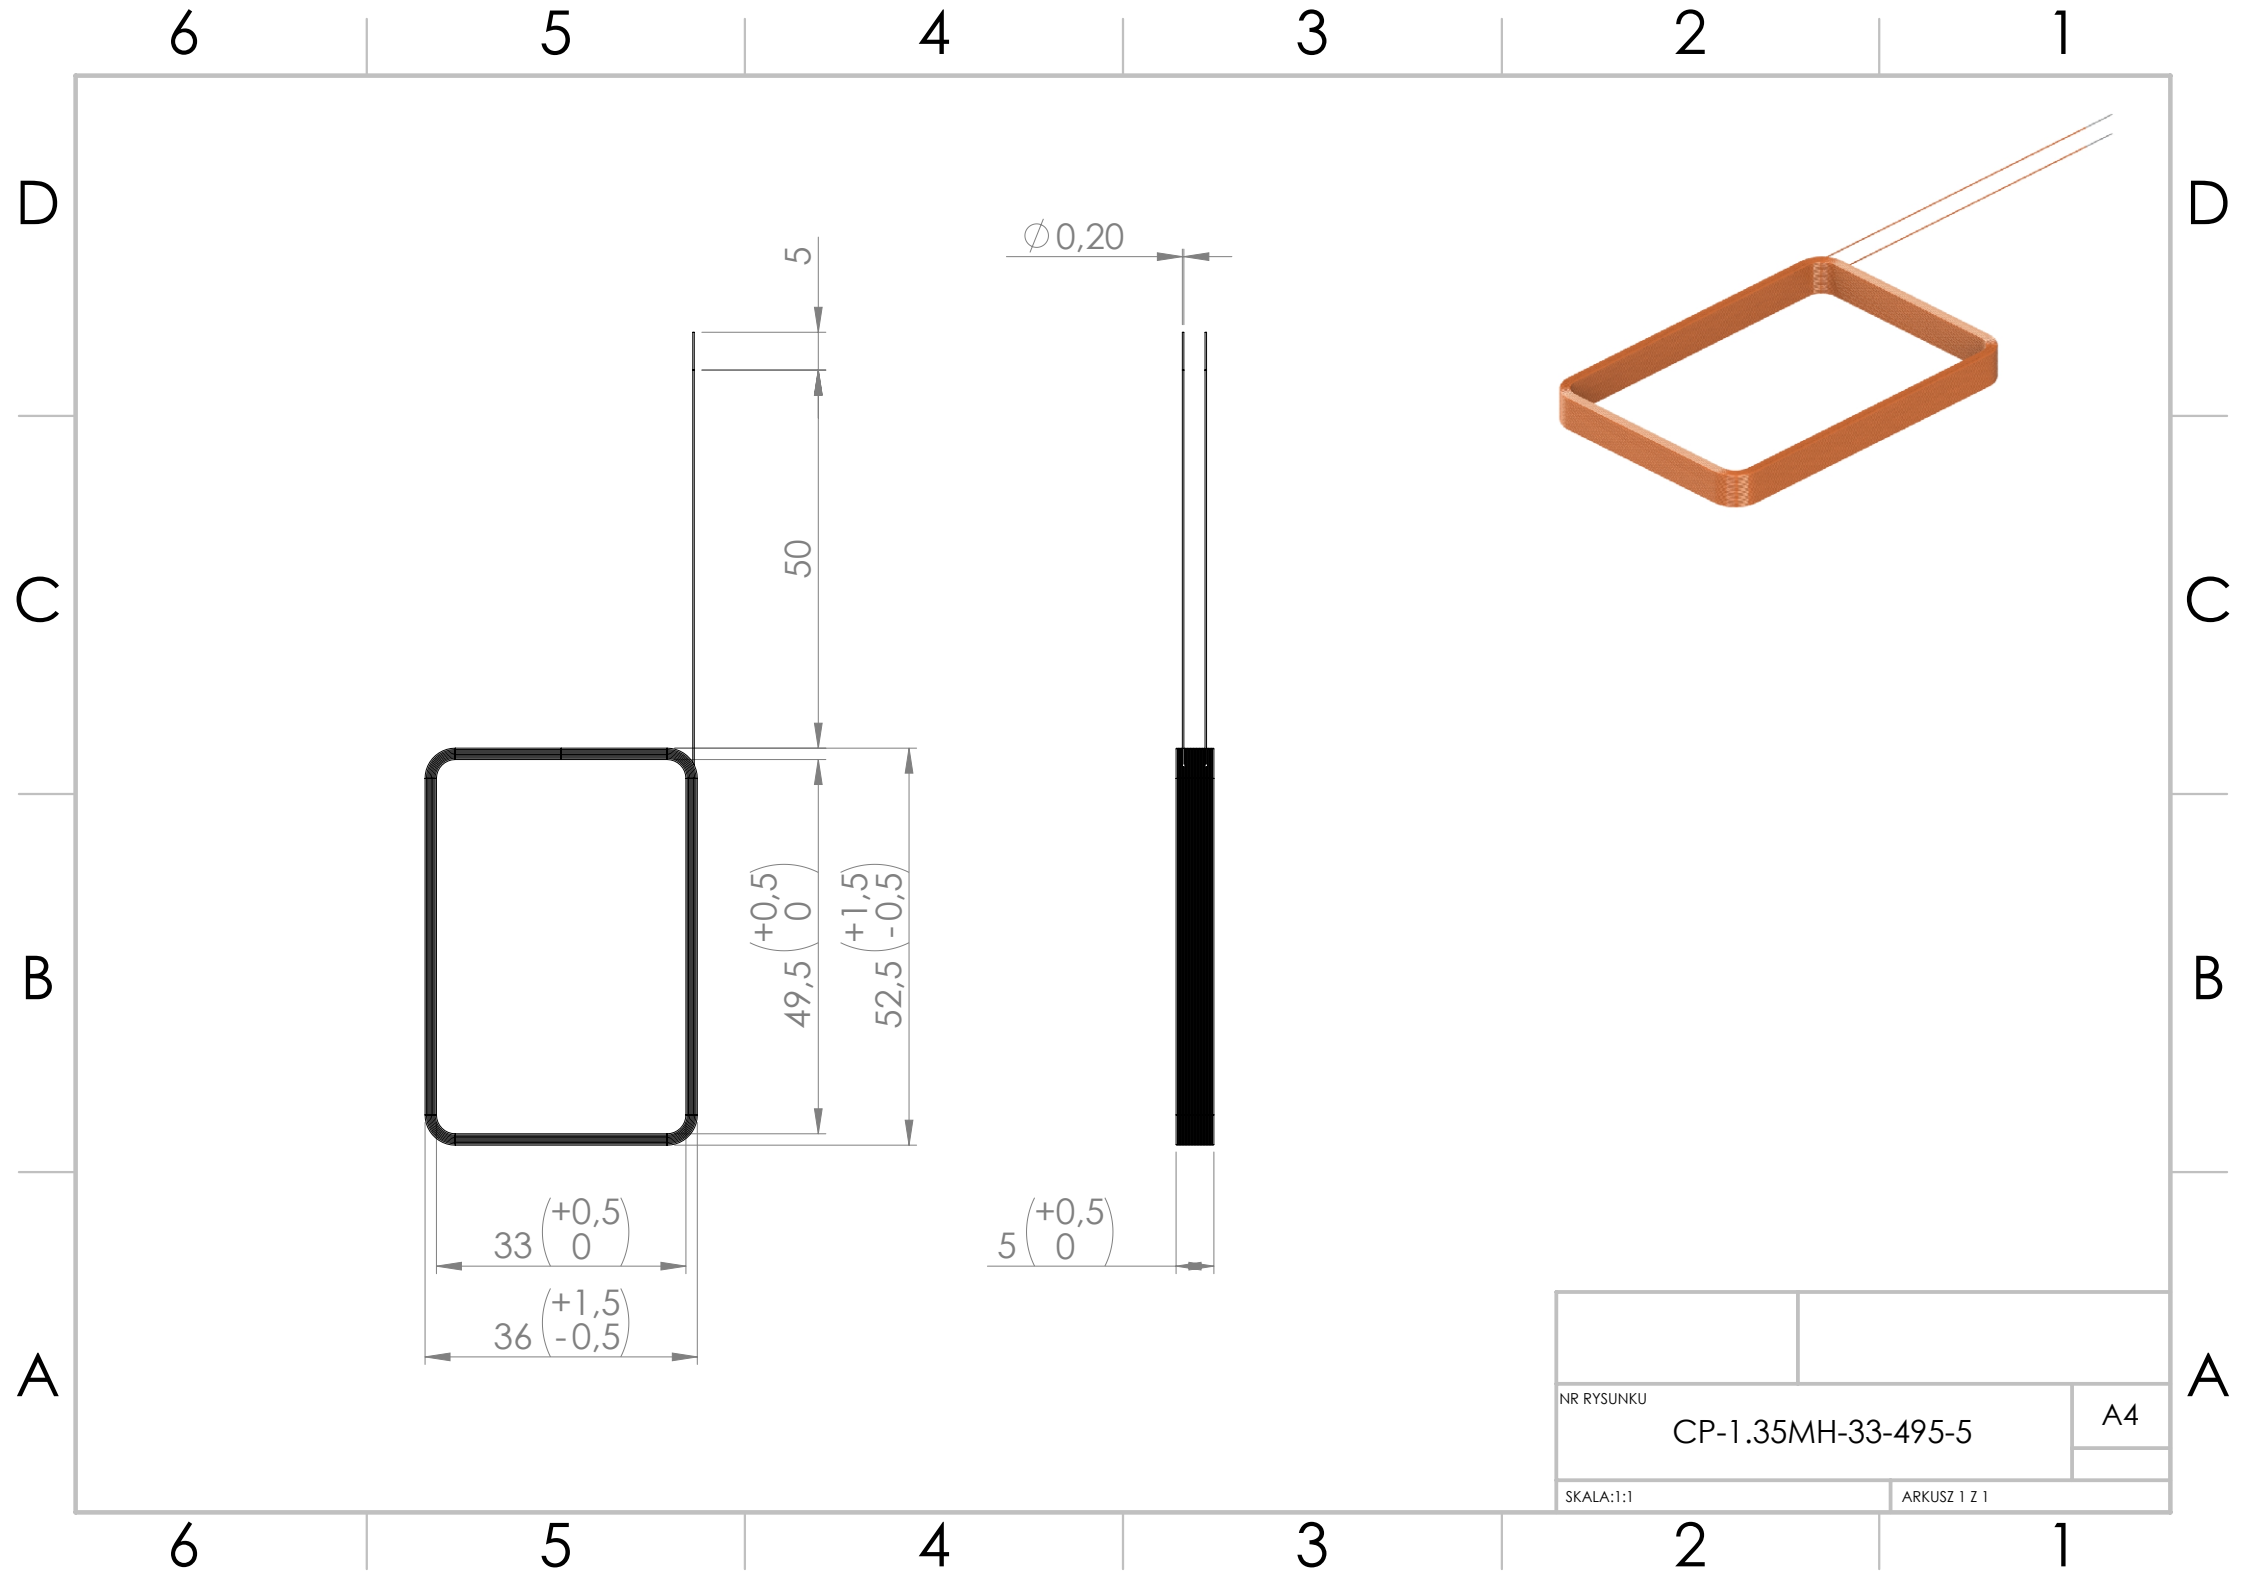 6 5 4 3 2 1
D D
C C
B B
A A
⌀0,20
5
50
49,5 (+0,5 0)
52,5 (+1,5 -0,5)
33 (+0,5 0)
36 (+1,5 -0,5)
5 (+0,5 0)
NR RYSUNKU
CP-1.35MH-33-495-5
A4
SKALA:1:1
ARKUSZ 1 Z 1
6 5 4 3 2 1